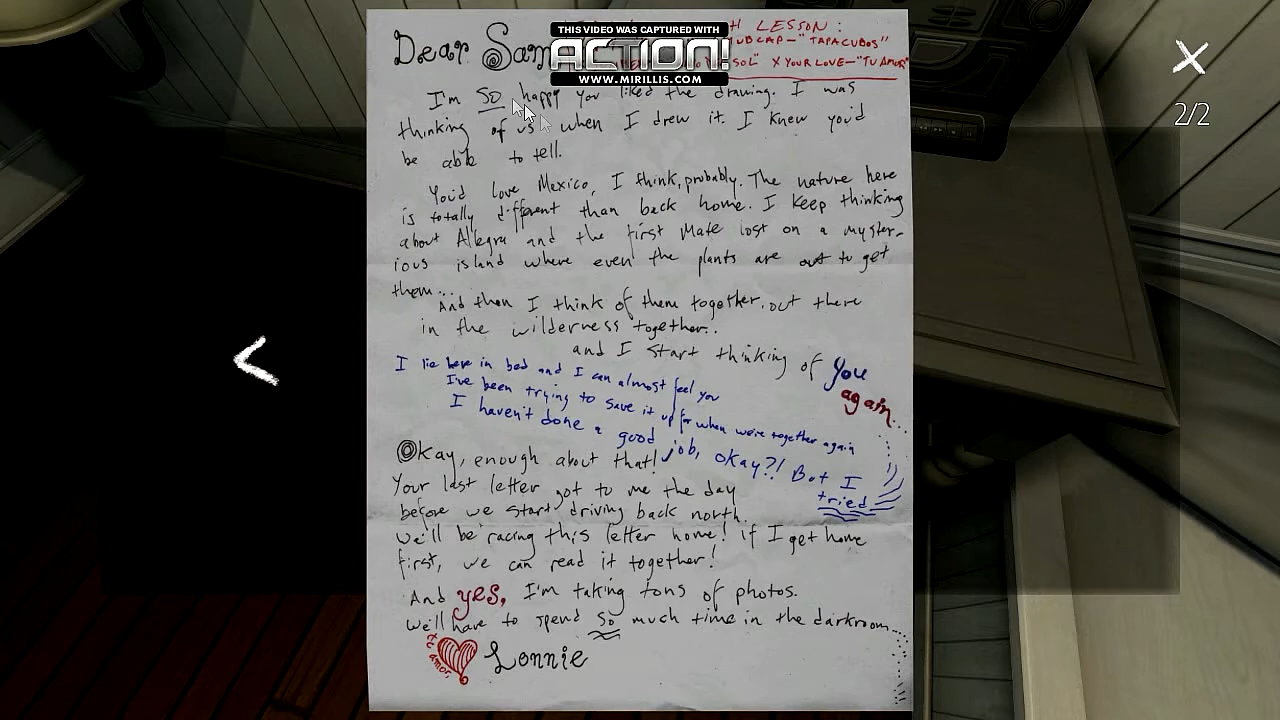 THIS VIDEO WAS CAPTURED WITH
ACTION!
WWW.MIRILLIS.COM
LESSON:
"TAPACUBOS"
SOL" X YOUR LOVE-"TU AMOR"
2/2
Dear Sam
I'm SO happy you liked the drawing. I was
thinking of us when I drew it. I knew you'd
be able to tell.
You'd love Mexico, I think, probably. The nature here
is totally different than back home. I keep thinking
about Allegra and the First Mate lost on a myster-
ious island where even the plants are out to get
them...
And then I think of them together, out there
in the wilderness together..
and I start thinking of you
again...
I lie here in bed and I can almost feel you
I've been trying to save it up for when we're together again
I haven't done a good job, okay?! But I
tried
Okay, enough about that!
Your last letter got to me the day
before we start driving back north.
We'll be racing this letter home! if I get home
first, we can read it together!
And yes, I'm taking tons of photos.
We'll have to spend so much time in the darkroom...
Lonnie